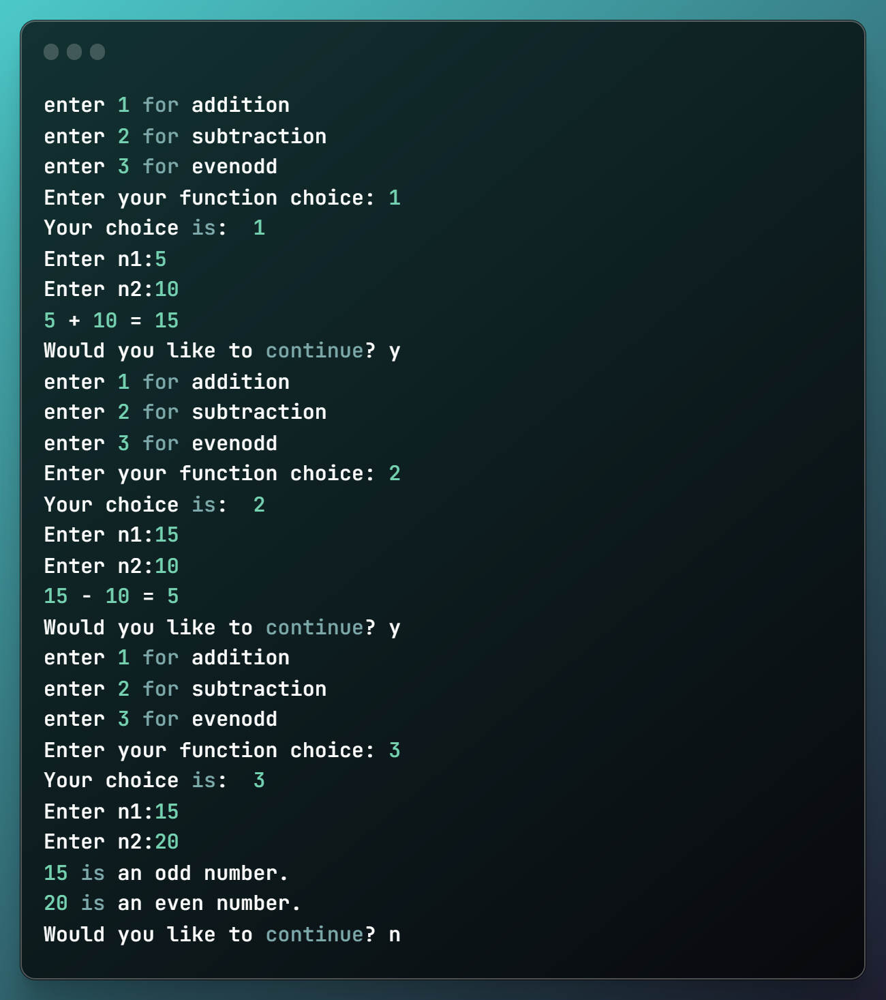 enter 1 for addition
enter 2 for subtraction
enter 3 for evenodd
Enter your function choice: 1
Your choice is:  1
Enter n1:5
Enter n2:10
5 + 10 = 15
Would you like to continue? y
enter 1 for addition
enter 2 for subtraction
enter 3 for evenodd
Enter your function choice: 2
Your choice is:  2
Enter n1:15
Enter n2:10
15 - 10 = 5
Would you like to continue? y
enter 1 for addition
enter 2 for subtraction
enter 3 for evenodd
Enter your function choice: 3
Your choice is:  3
Enter n1:15
Enter n2:20
15 is an odd number.
20 is an even number.
Would you like to continue? n